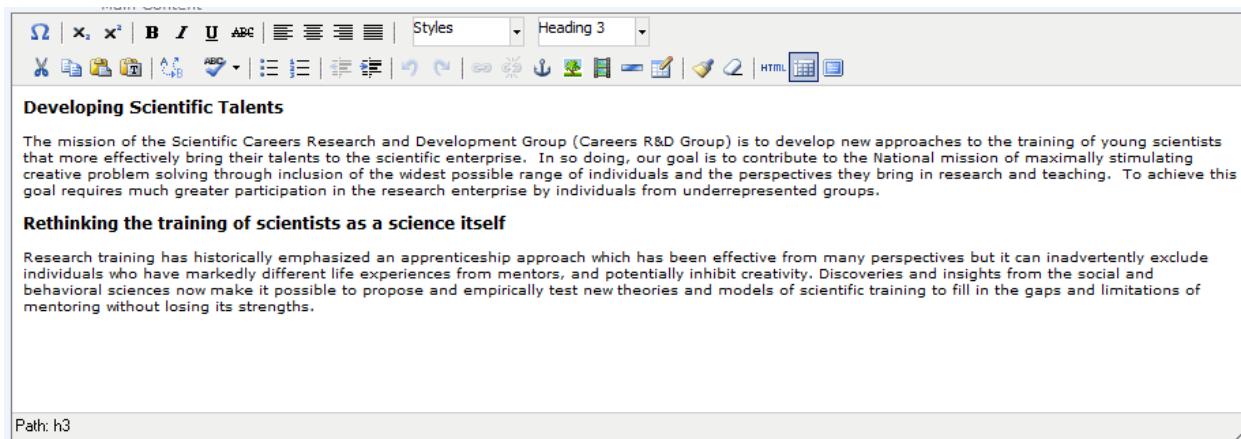 Main Content
Ω x₂ x² B I U ABC Styles Heading 3
A B ABC T HTML
Developing Scientific Talents
The mission of the Scientific Careers Research and Development Group (Careers R&D Group) is to develop new approaches to the training of young scientists
that more effectively bring their talents to the scientific enterprise. In so doing, our goal is to contribute to the National mission of maximally stimulating
creative problem solving through inclusion of the widest possible range of individuals and the perspectives they bring in research and teaching. To achieve this
goal requires much greater participation in the research enterprise by individuals from underrepresented groups.
Rethinking the training of scientists as a science itself
Research training has historically emphasized an apprenticeship approach which has been effective from many perspectives but it can inadvertently exclude
individuals who have markedly different life experiences from mentors, and potentially inhibit creativity. Discoveries and insights from the social and
behavioral sciences now make it possible to propose and empirically test new theories and models of scientific training to fill in the gaps and limitations of
mentoring without losing its strengths.
Path: h3